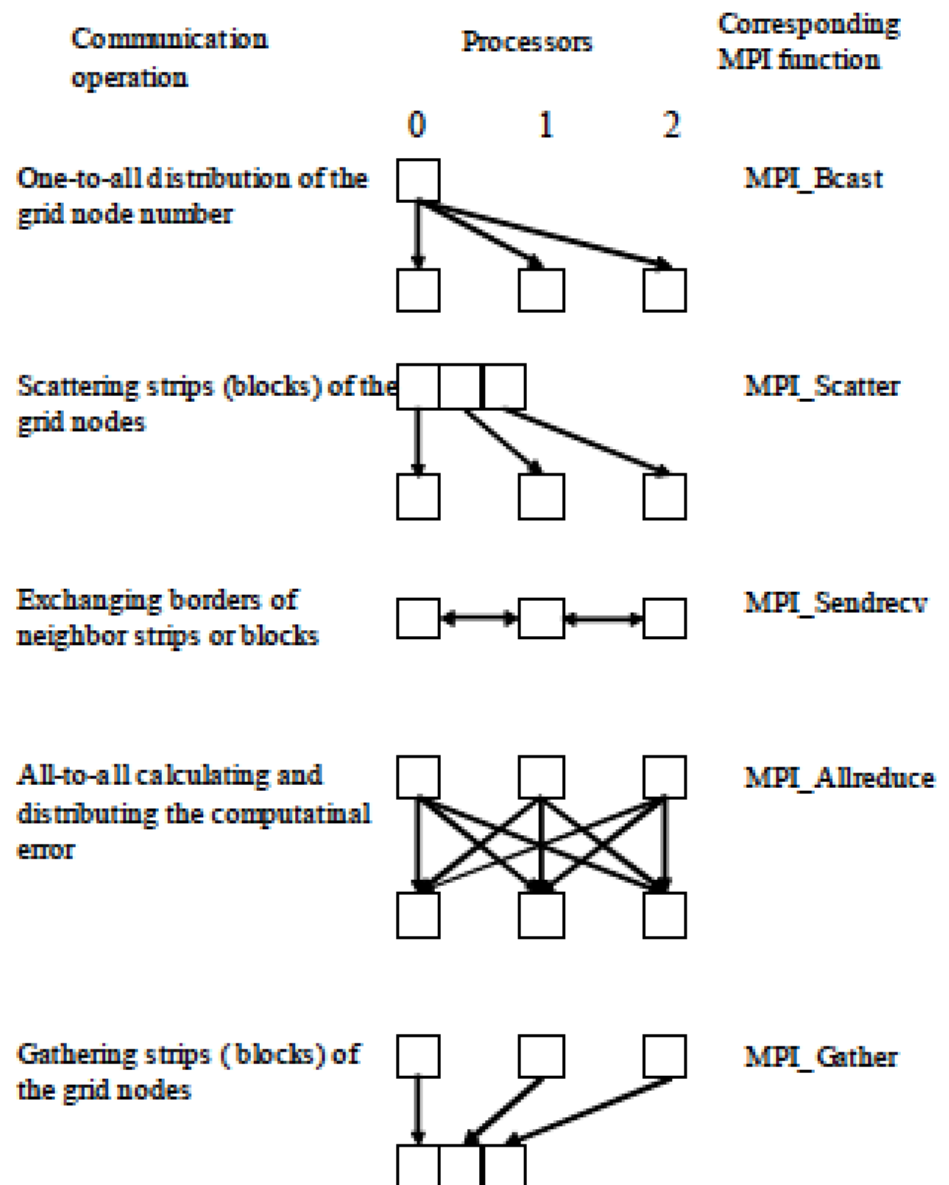 Communication
operation
Processors
Corresponding
MPI function
0 1 2
One-to-all distribution of the
grid node number
MPI_Bcast
Scattering strips (blocks) of the
grid nodes
MPI_Scatter
Exchanging borders of
neighbor strips or blocks
MPI_Sendrecv
All-to-all calculating and
distributing the computatinal
error
MPI_Allreduce
Gathering strips ( blocks) of
the grid nodes
MPI_Gather